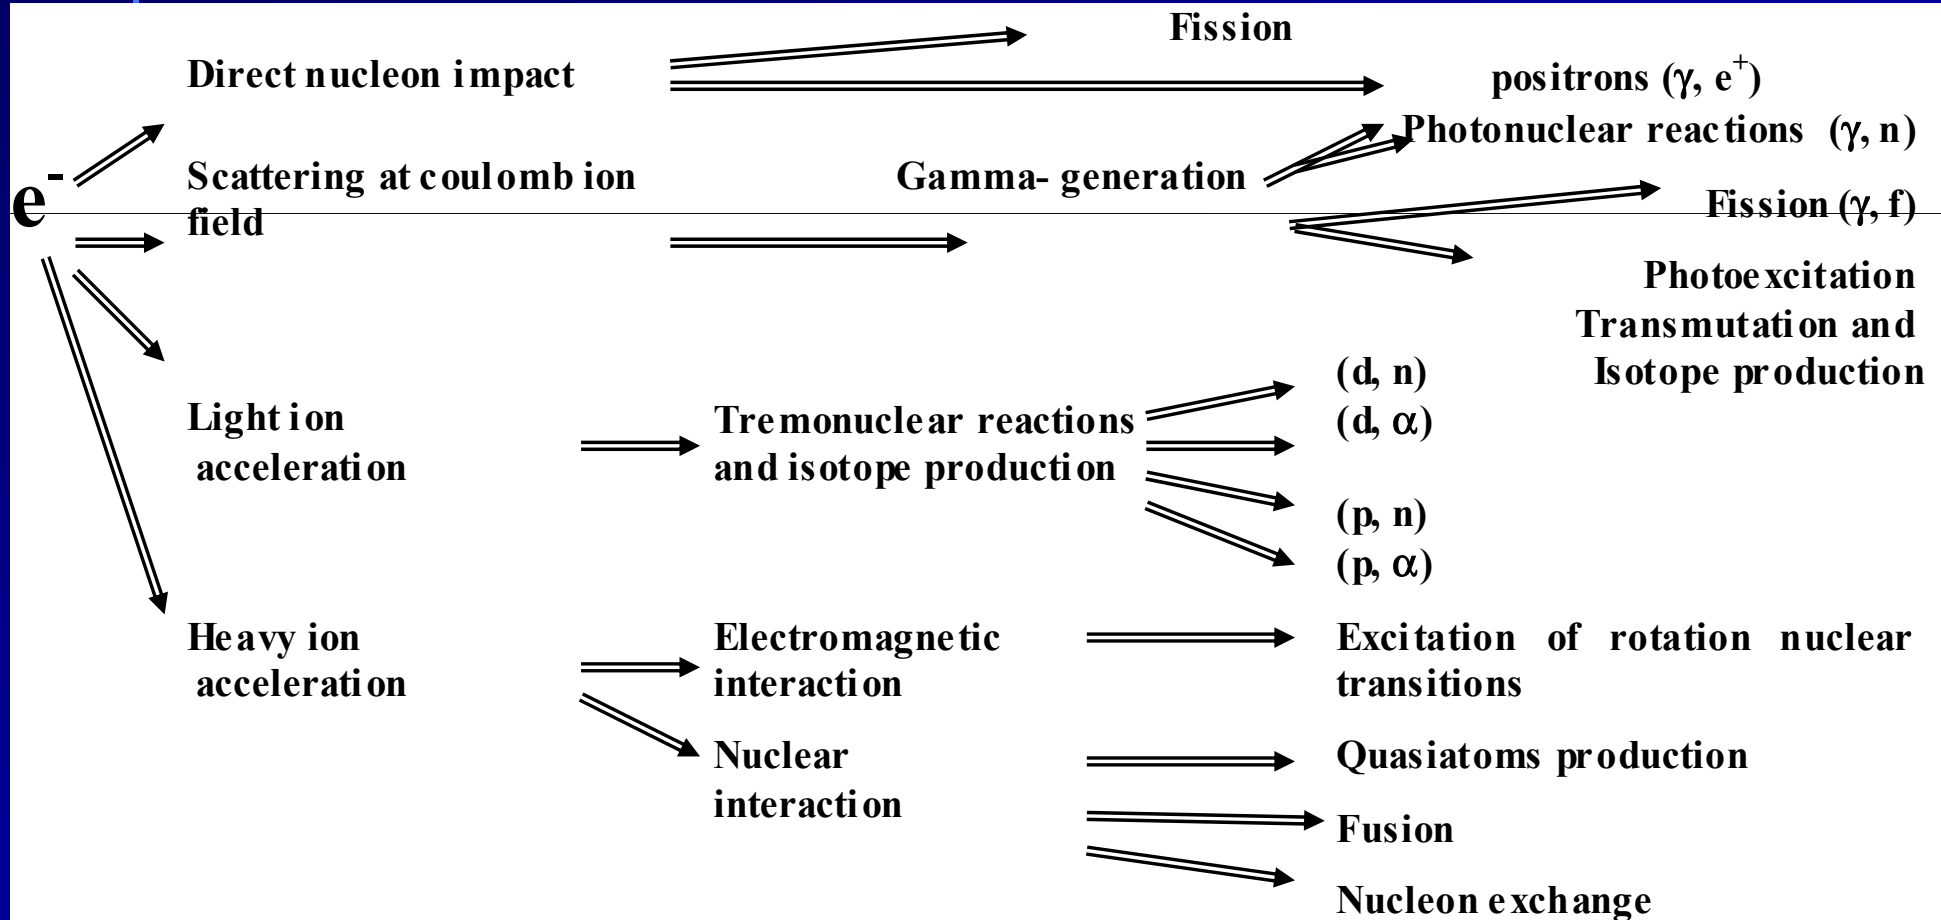 Fission
Direct nucleon impact
positrons (γ, e⁺)
Photonuclear reactions (γ, n)
e⁻
Scattering at coulomb ion
field
Gamma- generation
Fission (γ, f)
Photoexcitation
Transmutation and
Isotope production
Light ion
acceleration
Tremonuclear reactions
and isotope production
(d, n)
(d, α)
(p, n)
(p, α)
Heavy ion
acceleration
Electromagnetic
interaction
Excitation of rotation nuclear
transitions
Nuclear
interaction
Quasiatoms production
Fusion
Nucleon exchange